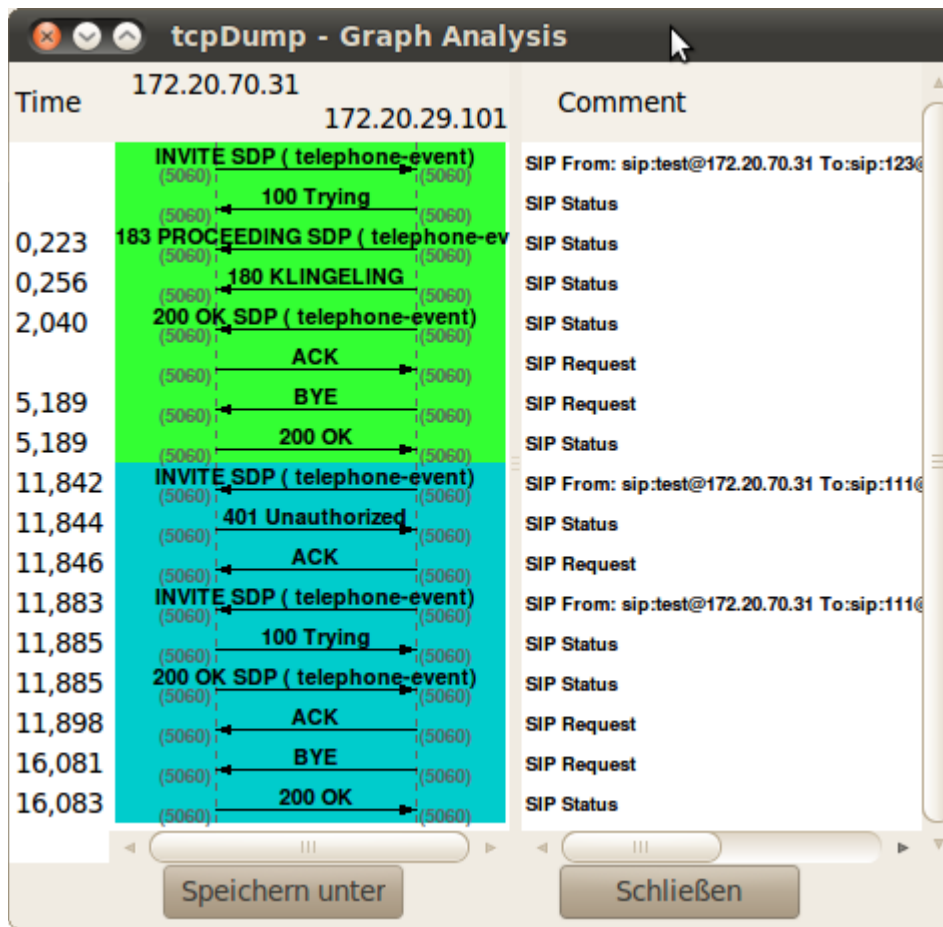 tcpDump - Graph Analysis
Time 172.20.70.31 172.20.29.101 Comment
INVITE SDP ( telephone-event) SIP From: sip:test@172.20.70.31 To:sip:123@
(5060) (5060)
100 Trying SIP Status
(5060) (5060)
0,223 183 PROCEEDING SDP ( telephone-ev SIP Status
(5060) (5060)
0,256 180 KLINGELING SIP Status
(5060) (5060)
2,040 200 OK SDP ( telephone-event) SIP Status
(5060) (5060)
ACK SIP Request
(5060) (5060)
5,189 BYE SIP Request
(5060) (5060)
5,189 200 OK SIP Status
(5060) (5060)
11,842 INVITE SDP ( telephone-event) SIP From: sip:test@172.20.70.31 To:sip:111@
(5060) (5060)
11,844 401 Unauthorized SIP Status
(5060) (5060)
11,846 ACK SIP Request
(5060) (5060)
11,883 INVITE SDP ( telephone-event) SIP From: sip:test@172.20.70.31 To:sip:111@
(5060) (5060)
11,885 100 Trying SIP Status
(5060) (5060)
11,885 200 OK SDP ( telephone-event) SIP Status
(5060) (5060)
11,898 ACK SIP Request
(5060) (5060)
16,081 BYE SIP Request
(5060) (5060)
16,083 200 OK SIP Status
(5060) (5060)
Speichern unter Schließen